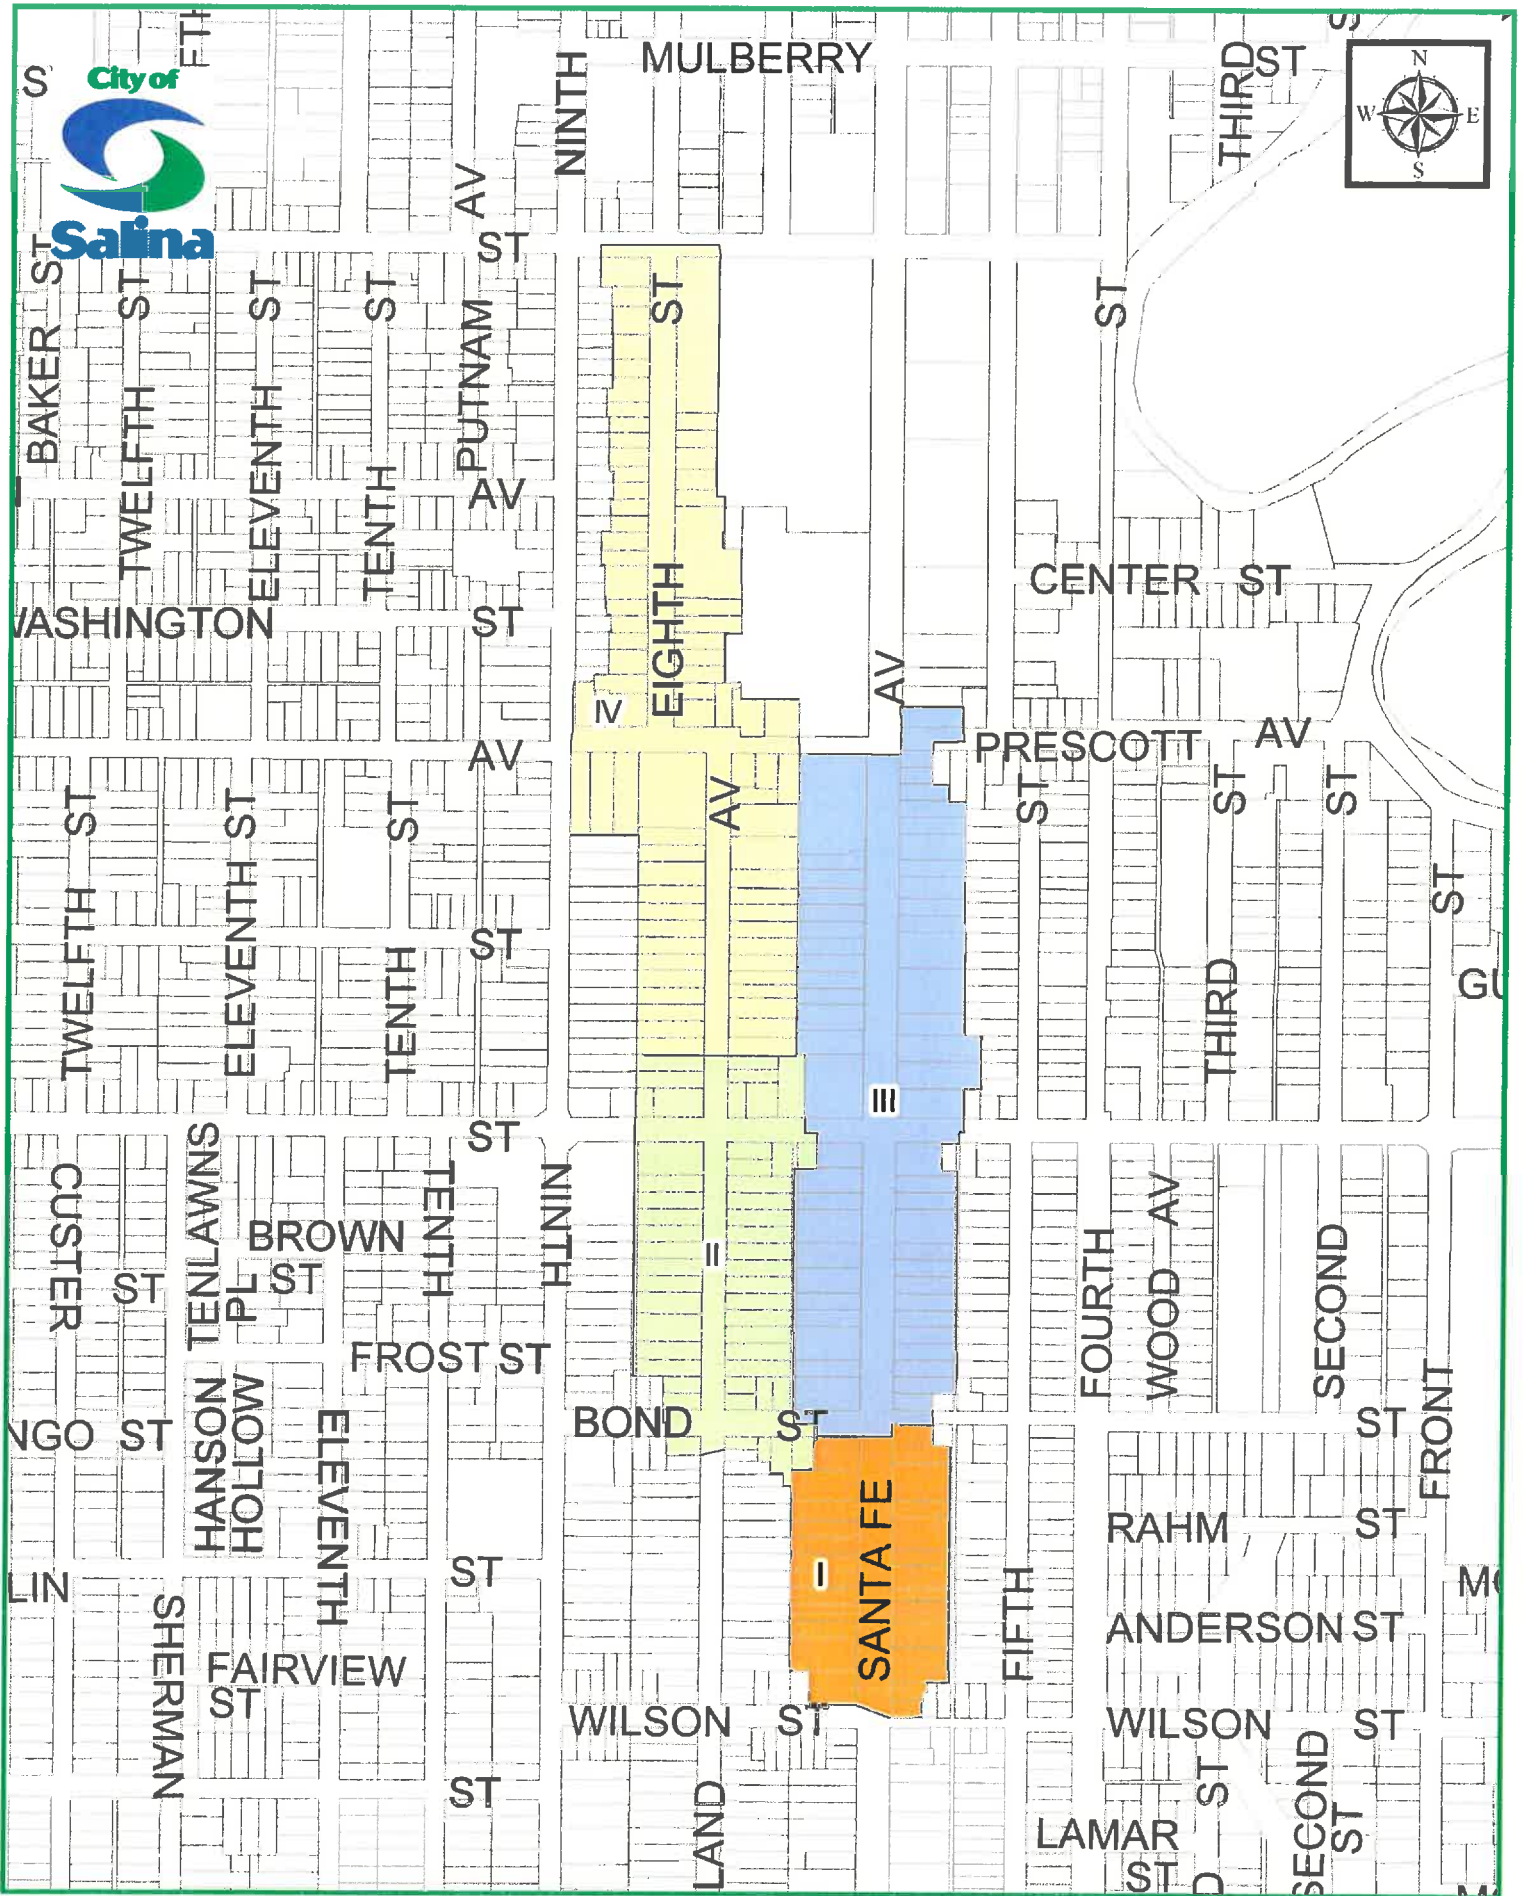 City of
Salina
MULBERRY
ST
THIRD
NINTH
N
W
E
S
AV
ST
ST
BAKER
ST
TWELFTH
ST
ELEVENTH
ST
TENTH
PUTNAM
AV
ST
EIGHTH
ST
CENTER ST
WASHINGTON
ST
IV
AV
PRESCOTT AV
AV
AV
ST
ST
ST
ST
ST
ST
ST
TWELFTH
ELEVENTH
TENTH
ST
THIRD
III
ST
CUSTER
TENLAWNS
PL
BROWN
ST
ST
TENTH
NINTH
II
FOURTH
WOOD AV
SECOND
FROST ST
BOND ST
ST
ST
HANSON
HOLLOW
ELEVENTH
FRONT
SANTA FE
I
RAHM ST
ST
FIFTH
ANDERSON ST
SHERMAN
FAIRVIEW
ST
WILSON ST
WILSON ST
ST
LAND
ST
SECOND
ST
LAMAR
ST